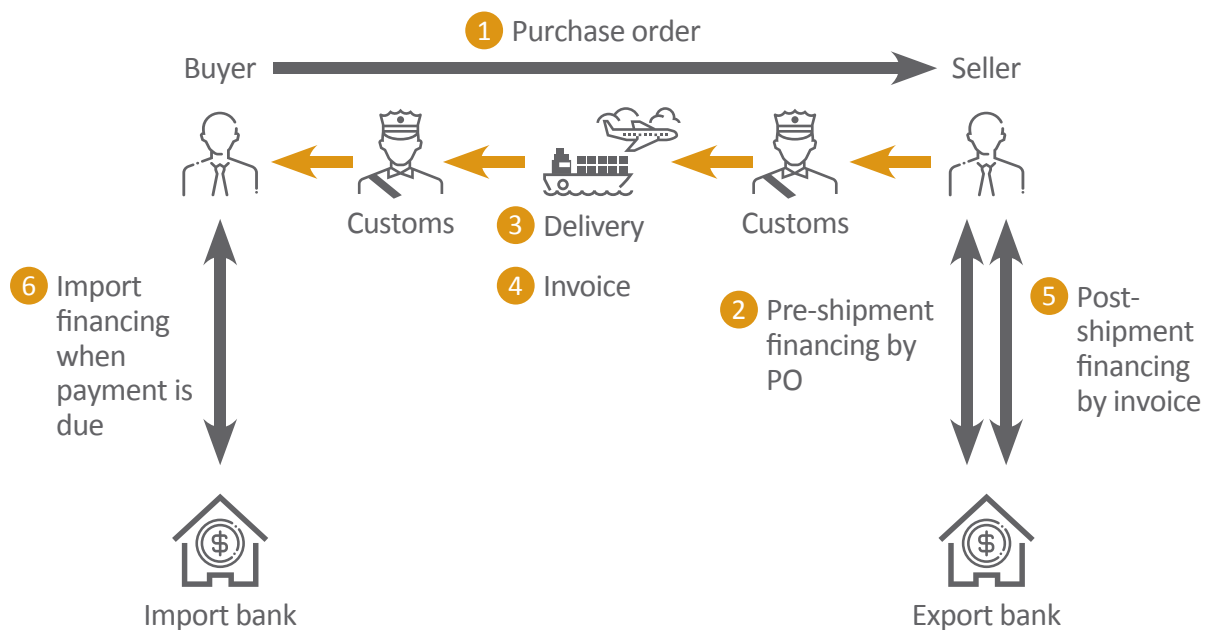 1 Purchase order
Buyer
Seller
Customs
Customs
3 Delivery
4 Invoice
6 Import
financing
when
payment is
due
2 Pre-shipment
financing by
PO
5 Post-
shipment
financing
by invoice
$
$
Import bank
Export bank